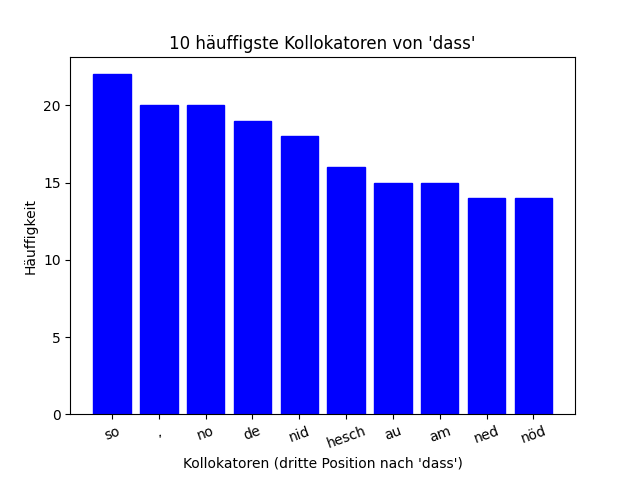 10 häuffigste Kollokatoren von 'dass'
Häuffigkeit
20
15
10
5
0
so , no de nid hesch au am ned nöd
Kollokatoren (dritte Position nach 'dass')